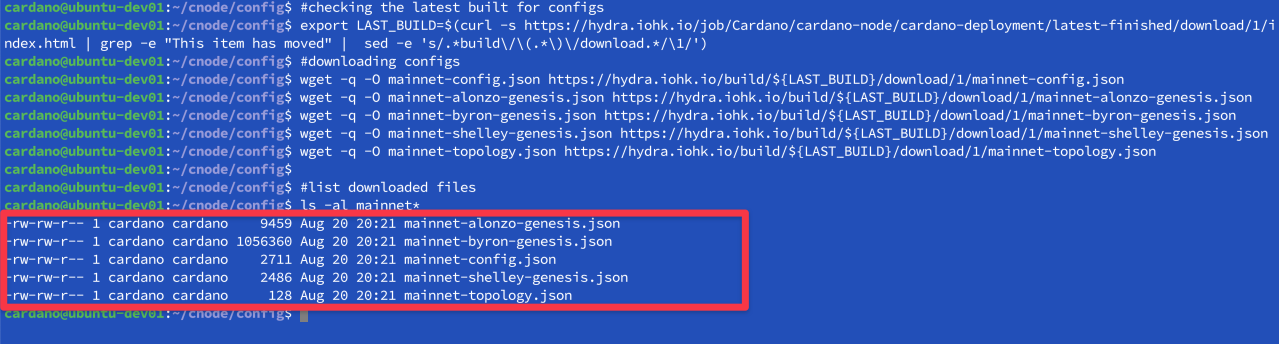 cardano@ubuntu-dev01:~/cnode/config$ #checking the latest built for configs
cardano@ubuntu-dev01:~/cnode/config$ export LAST_BUILD=$(curl -s https://hydra.iohk.io/job/Cardano/cardano-node/cardano-deployment/latest-finished/download/1/i
ndex.html | grep -e "This item has moved" |  sed -e 's/.*build\/\(.*\)\/download.*/\1/')
cardano@ubuntu-dev01:~/cnode/config$ #downloading configs
cardano@ubuntu-dev01:~/cnode/config$ wget -q -O mainnet-config.json https://hydra.iohk.io/build/${LAST_BUILD}/download/1/mainnet-config.json
cardano@ubuntu-dev01:~/cnode/config$ wget -q -O mainnet-alonzo-genesis.json https://hydra.iohk.io/build/${LAST_BUILD}/download/1/mainnet-alonzo-genesis.json
cardano@ubuntu-dev01:~/cnode/config$ wget -q -O mainnet-byron-genesis.json https://hydra.iohk.io/build/${LAST_BUILD}/download/1/mainnet-byron-genesis.json
cardano@ubuntu-dev01:~/cnode/config$ wget -q -O mainnet-shelley-genesis.json https://hydra.iohk.io/build/${LAST_BUILD}/download/1/mainnet-shelley-genesis.json
cardano@ubuntu-dev01:~/cnode/config$ wget -q -O mainnet-topology.json https://hydra.iohk.io/build/${LAST_BUILD}/download/1/mainnet-topology.json
cardano@ubuntu-dev01:~/cnode/config$
cardano@ubuntu-dev01:~/cnode/config$ #list downloaded files
cardano@ubuntu-dev01:~/cnode/config$ ls -al mainnet*
-rw-rw-r-- 1 cardano cardano    9459 Aug 20 20:21 mainnet-alonzo-genesis.json
-rw-rw-r-- 1 cardano cardano 1056360 Aug 20 20:21 mainnet-byron-genesis.json
-rw-rw-r-- 1 cardano cardano    2711 Aug 20 20:21 mainnet-config.json
-rw-rw-r-- 1 cardano cardano    2486 Aug 20 20:21 mainnet-shelley-genesis.json
-rw-rw-r-- 1 cardano cardano     128 Aug 20 20:21 mainnet-topology.json
cardano@ubuntu-dev01:~/cnode/config$